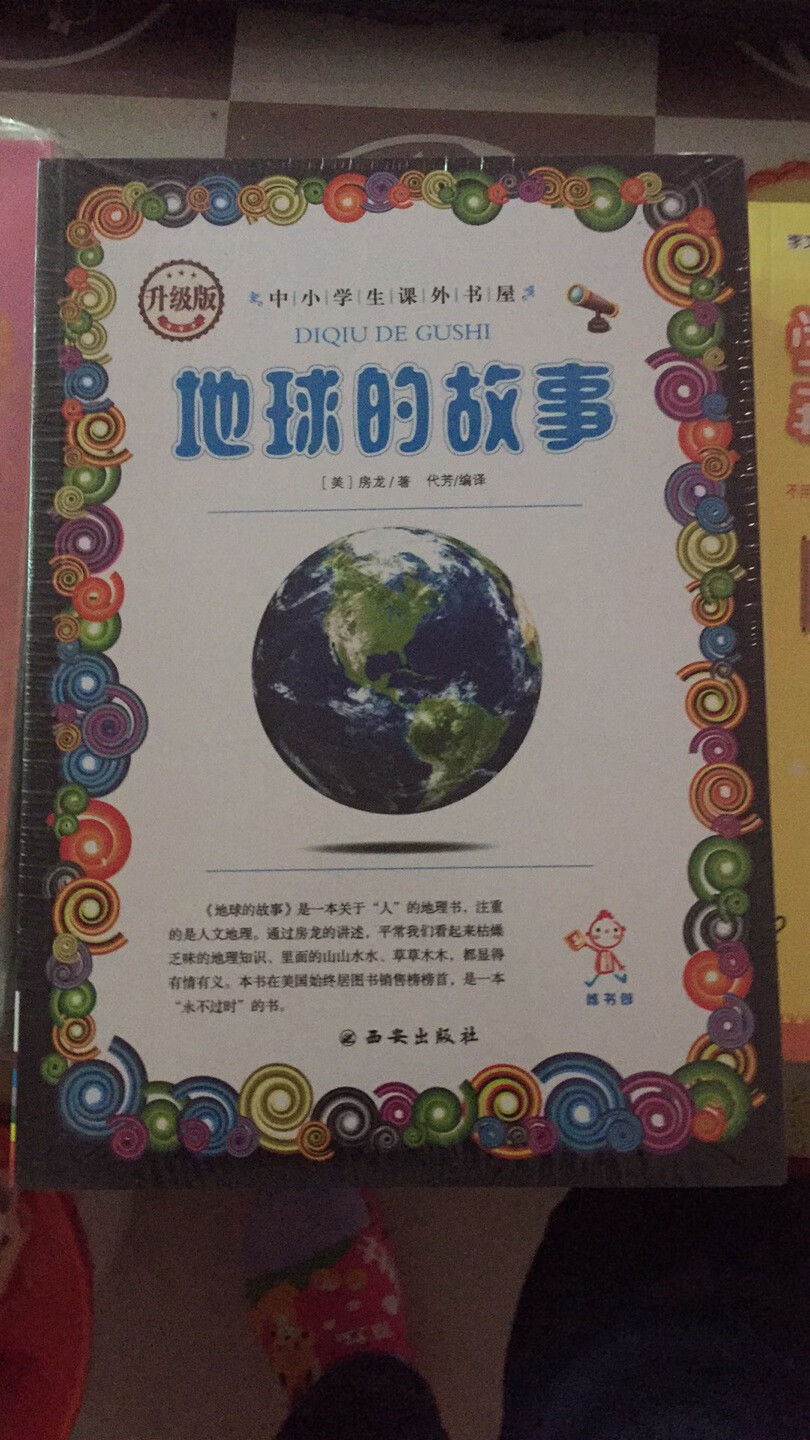 升级版
中|小|学|生|课|外|书|屋
DIQIU DE GUSHI
地球的故事
[美]房龙/著 代芳/编译
《地球的故事》是一本关于“人”的地理书，注重
的是人文地理。通过房龙的讲述，平常我们看起来枯燥
乏味的地理知识、里面的山山水水、草草木木，都显得
有情有义。本书在美国始终居图书销售榜榜首，是一本
“永不过时”的书。
西安出版社
不用